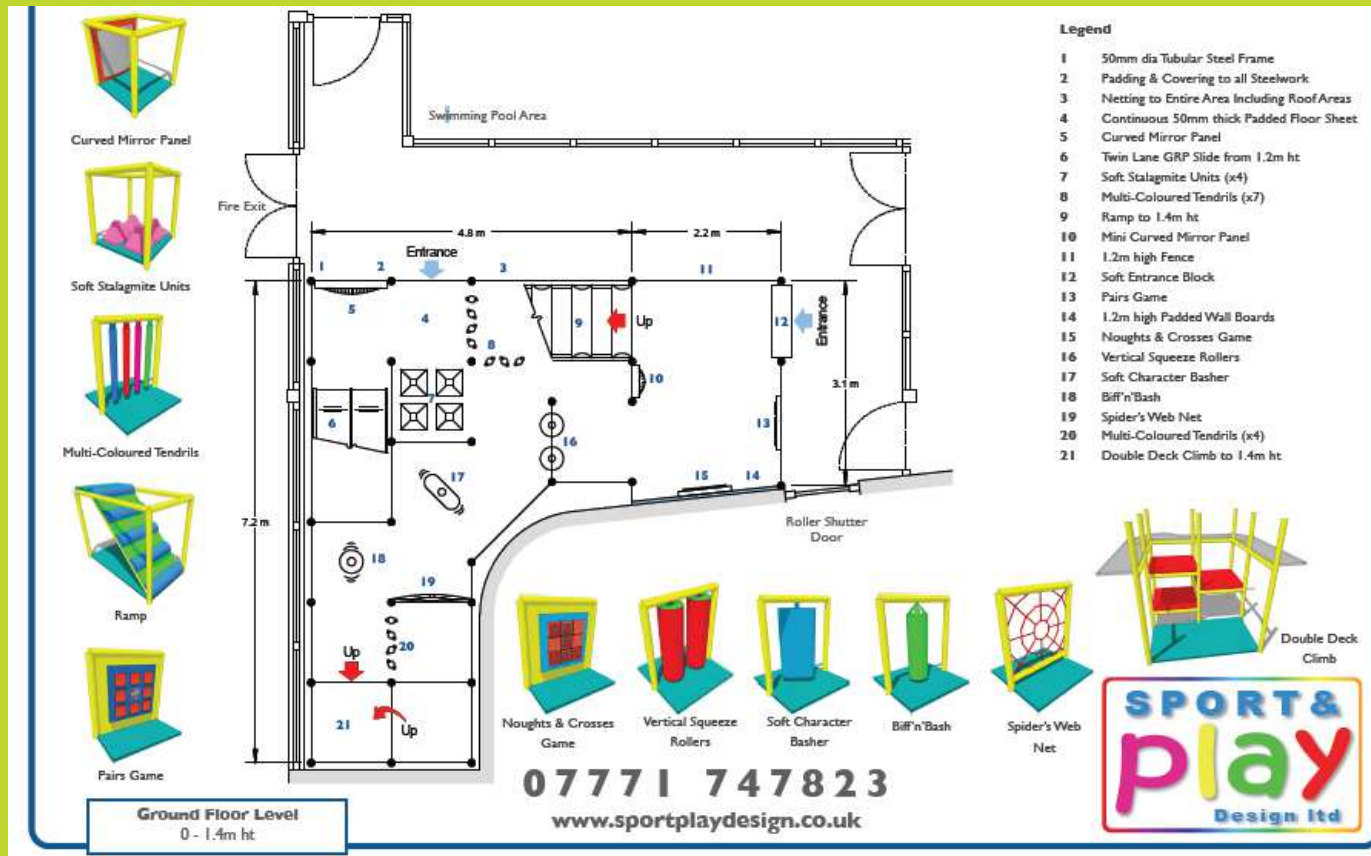 Curved Mirror Panel
Soft Stalagmite Units
Multi-Coloured Tendrils
Ramp
Pairs Game
Ground Floor Level
0 - 1.4m ht
Swimming Pool Area
Fire Exit
4.8 m
2.2 m
Entrance
1
2
3
11
5
4
8
9
Up
12
Entrance
10
3.1 m
7
6
13
16
17
15
14
7.2 m
Roller Shutter
Door
18
19
20
Up
21
Up
Legend
1 50mm dia Tubular Steel Frame
2 Padding & Covering to all Steelwork
3 Netting to Entire Area Including Roof Areas
4 Continuous 50mm thick Padded Floor Sheet
5 Curved Mirror Panel
6 Twin Lane GRP Slide from 1.2m ht
7 Soft Stalagmite Units (x4)
8 Multi-Coloured Tendrils (x7)
9 Ramp to 1.4m ht
10 Mini Curved Mirror Panel
11 1.2m high Fence
12 Soft Entrance Block
13 Pairs Game
14 1.2m high Padded Wall Boards
15 Noughts & Crosses Game
16 Vertical Squeeze Rollers
17 Soft Character Basher
18 Biff'n'Bash
19 Spider's Web Net
20 Multi-Coloured Tendrils (x4)
21 Double Deck Climb to 1.4m ht
Noughts & Crosses
Game
Vertical Squeeze
Rollers
Soft Character
Basher
Biff'n'Bash
Spider's Web
Net
Double Deck
Climb
07771 747823
www.sportplaydesign.co.uk
SPORT &
play
Design ltd